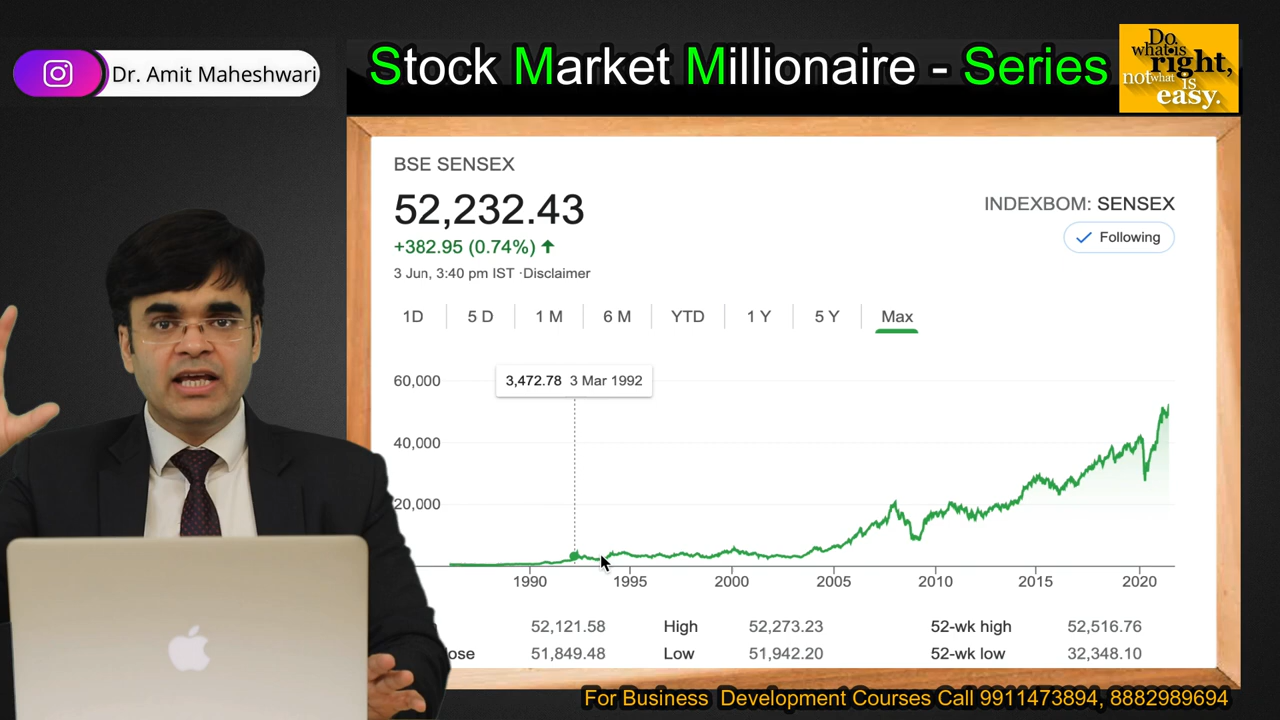 Dr. Amit Maheshwari
Stock Market Millionaire - Series
Do
what is
right,
not what
is
easy.
BSE SENSEX
52,232.43
+382.95 (0.74%) ↑
3 Jun, 3:40 pm IST ·Disclaimer
INDEXBOM: SENSEX
Following
1D 5 D 1 M 6 M YTD 1 Y 5 Y Max
3,472.78 3 Mar 1992
60,000
40,000
20,000
1990 1995 2000 2005 2010 2015 2020
52,121.58 High 52,273.23 52-wk high 52,516.76
ose 51,849.48 Low 51,942.20 52-wk low 32,348.10
For Business Development Courses Call 9911473894, 8882989694